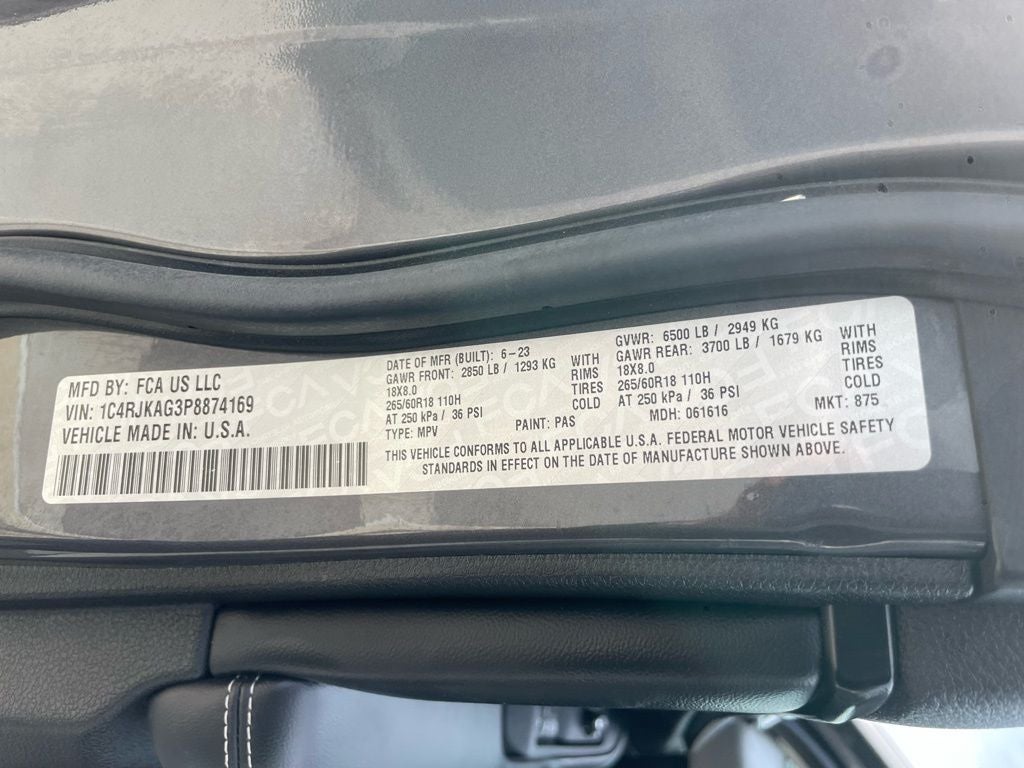 MFD BY: FCA US LLC
VIN: 1C4RJKAG3P8874169
VEHICLE MADE IN: U.S.A.
DATE OF MFR (BUILT): 6-23
GAWR FRONT: 2850 LB / 1293 KG WITH
18X8.0 RIMS
265/60R18 110H TIRES
AT 250 kPa / 36 PSI COLD
TYPE: MPV PAINT: PAS
GVWR: 6500 LB / 2949 KG
GAWR REAR: 3700 LB / 1679 KG WITH
18X8.0 RIMS
265/60R18 110H TIRES
AT 250 kPa / 36 PSI COLD
MDH: 061616 MKT: 875
THIS VEHICLE CONFORMS TO ALL APPLICABLE U.S.A. FEDERAL MOTOR VEHICLE SAFETY
STANDARDS IN EFFECT ON THE DATE OF MANUFACTURE SHOWN ABOVE.